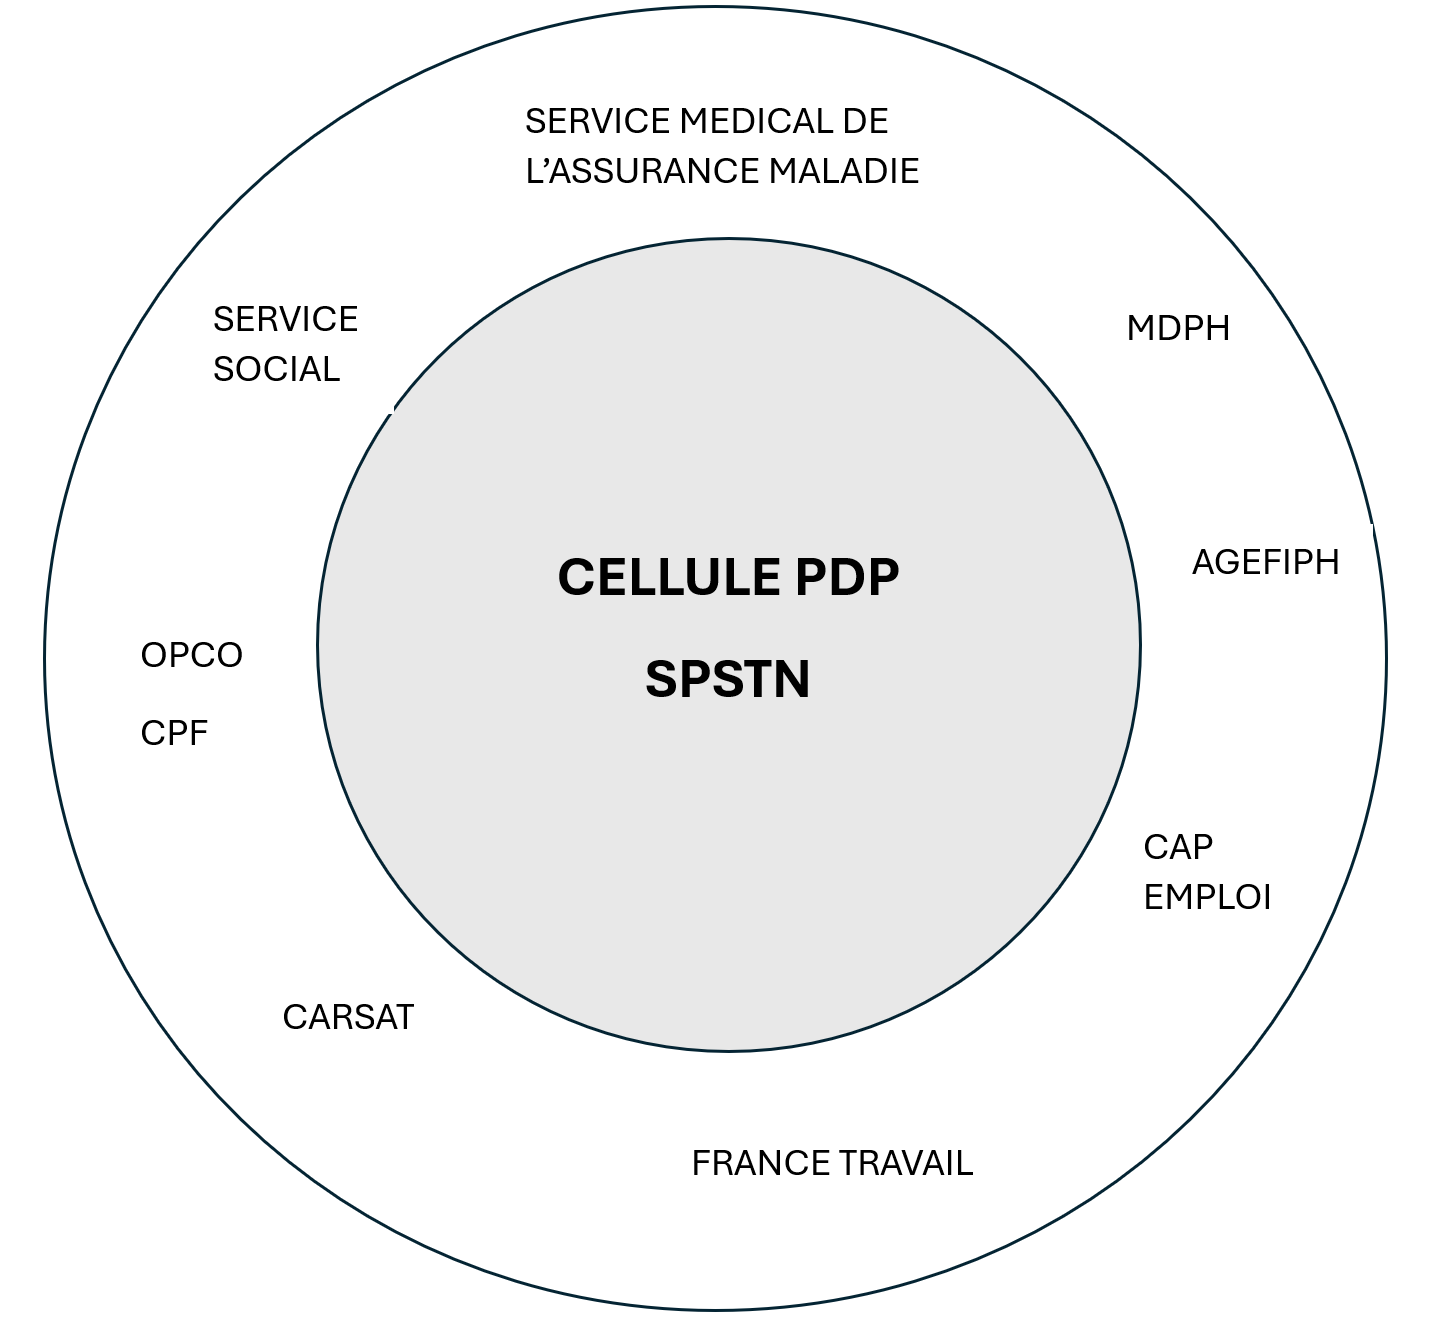 SERVICE MEDICAL DE
L’ASSURANCE MALADIE
SERVICE
SOCIAL
MDPH
CELLULE PDP
SPSTN
AGEFIPH
OPCO
CPF
CAP
EMPLOI
CARSAT
FRANCE TRAVAIL